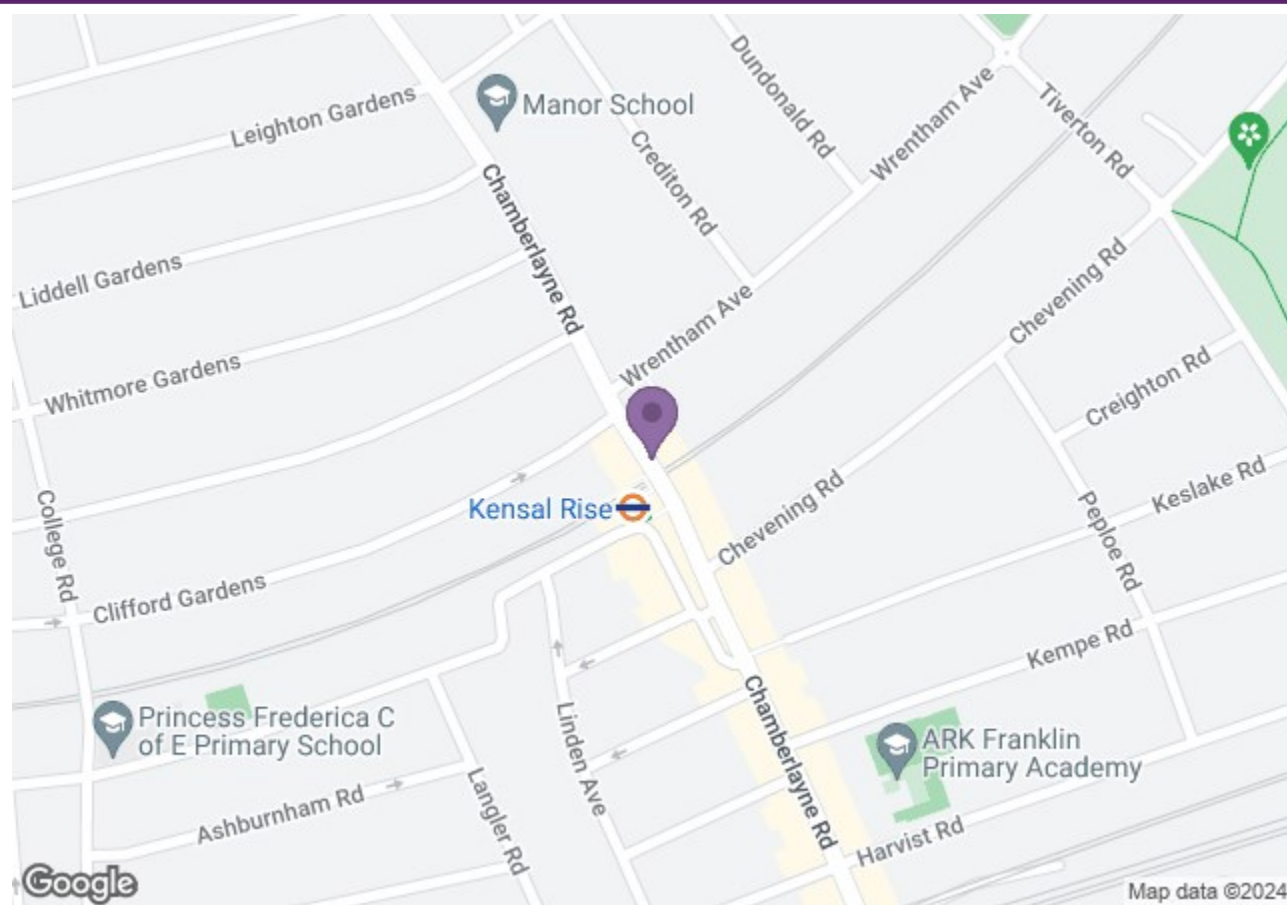 Dundonald Rd
Wrentham Ave
Leighton Gardens
Manor School
Tiverton Rd
Crediton Rd
Chamberlayne Rd
Liddell Gardens
Chevening Rd
Wrentham Ave
Whitmore Gardens
Creighton Rd
Keslake Rd
College Rd
Kensal Rise
Chevening Rd
Peploe Rd
Clifford Gardens
Kempe Rd
Princess Frederica C
of E Primary School
Linden Ave
Chamberlayne Rd
ARK Franklin
Primary Academy
Langler Rd
Ashburnham Rd
Harvist Rd
Google
Map data ©2024